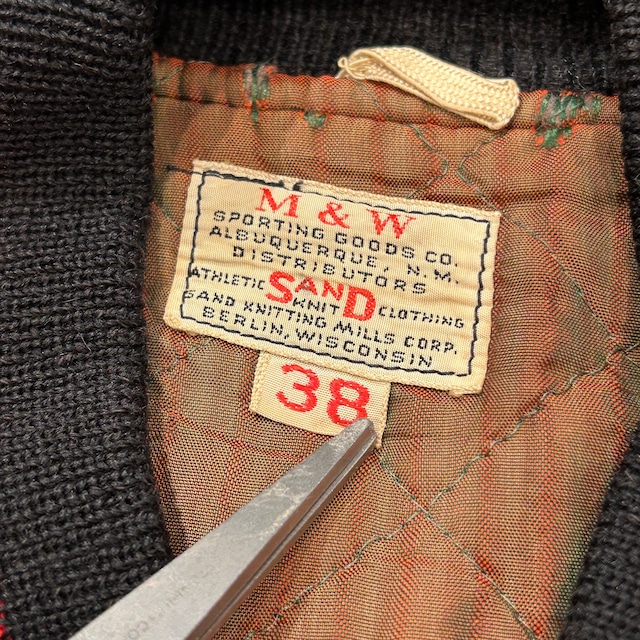 M & W
SPORTING GOODS CO.
ALBUQUERQUE, N.M.
DISTRIBUTORS
ATHLETIC SAND KNIT CLOTHING
SAND KNITTING MILLS CORP.
BERLIN, WISCONSIN
38